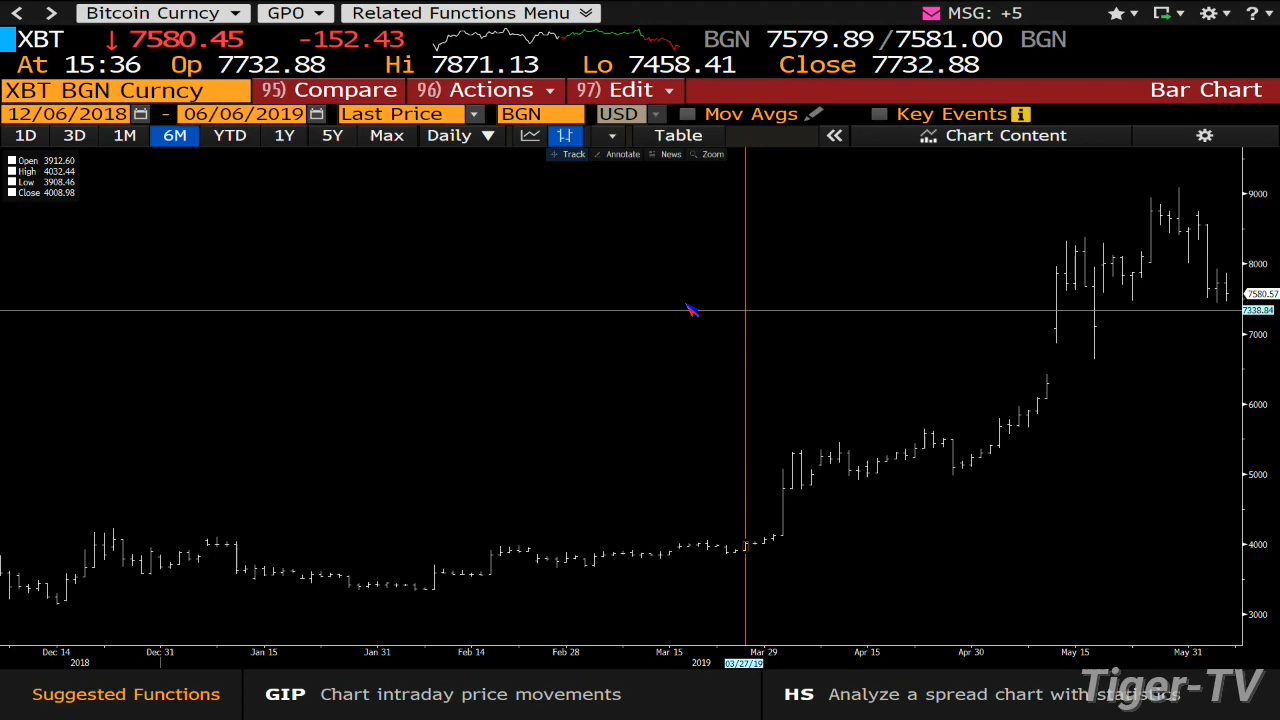 Bitcoin Curncy GPO Related Functions Menu MSG: +5 ?
XBT ↓ 7580.45 -152.43 BGN 7579.89/7581.00 BGN
At 15:36 Op 7732.88 Hi 7871.13 Lo 7458.41 Close 7732.88
XBT BGN Curncy 95) Compare 96) Actions 97) Edit Bar Chart
12/06/2018 - 06/06/2019 Last Price BGN USD Mov Avgs Key Events i
1D 3D 1M 6M YTD 1Y 5Y Max Daily ▼ Table Chart Content
Track Annotate News Zoom
Open 3912.60
High 4032.44
Low 3908.46
Close 4008.98
9000
8000
7580.57
7338.84
7000
6000
5000
4000
3000
Dec 14 Dec 31 Jan 15 Jan 31 Feb 14 Feb 28 Mar 15 Mar 29 Apr 15 Apr 30 May 15 May 31
2018 2019 03/27/19
Suggested Functions GIP Chart intraday price movements HS Analyze a spread chart with statistics
Tiger-TV